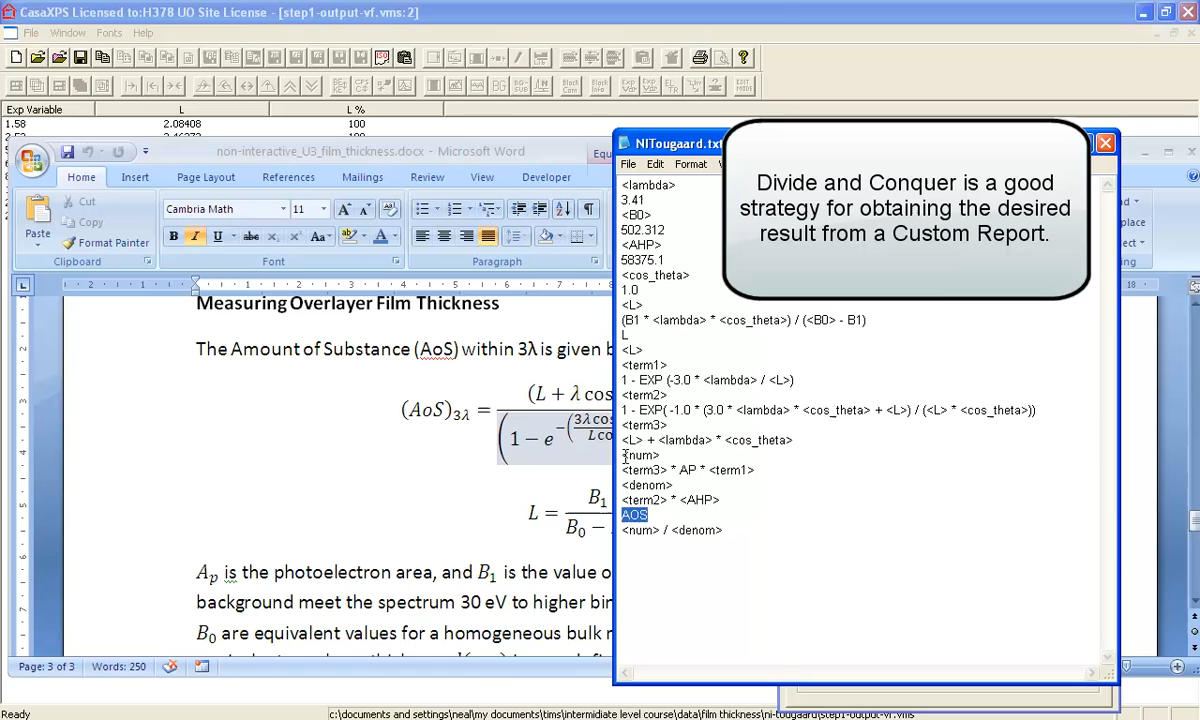 CasaXPS Licensed to:H378 UO Site License - [step1-output-vf.vms:2]
File Window Fonts Help
Exp Variable L L %
1.58 2.08408 100
non-interactive_U3_film_thickness.docx - Microsoft Word
Home Insert Page Layout References Mailings Review View Developer
Paste Cut Copy Format Painter
Cambria Math 11
Clipboard Font Paragraph
Measuring Overlayer Film Thickness
The Amount of Substance (AoS) within 3λ is given b
Ap is the photoelectron area, and B1 is the value o
background meet the spectrum 30 eV to higher bin
B0 are equivalent values for a homogeneous bulk
Page: 3 of 3 Words: 250
NITougaard.txt
File Edit Format
<lambda>
3.41
<B0>
502.312
<AHP>
58375.1
<cos_theta>
1.0
<L>
(B1 * <lambda> * <cos_theta>) / (<B0> - B1)
L
<L>
<term1>
1 - EXP (-3.0 * <lambda> / <L>)
<term2>
1 - EXP( -1.0 * (3.0 * <lambda> * <cos_theta> + <L>) / (<L> * <cos_theta>))
<term3>
<L> + <lambda> * <cos_theta>
<num>
<term3> * AP * <term1>
<denom>
<term2> * <AHP>
AOS
<num> / <denom>
Divide and Conquer is a good
strategy for obtaining the desired
result from a Custom Report.
Ready c:\documents and settings\neal\my documents\tims\intermidiate level course\data\film thickness\ni-tougaard\step1-output-vf.vms